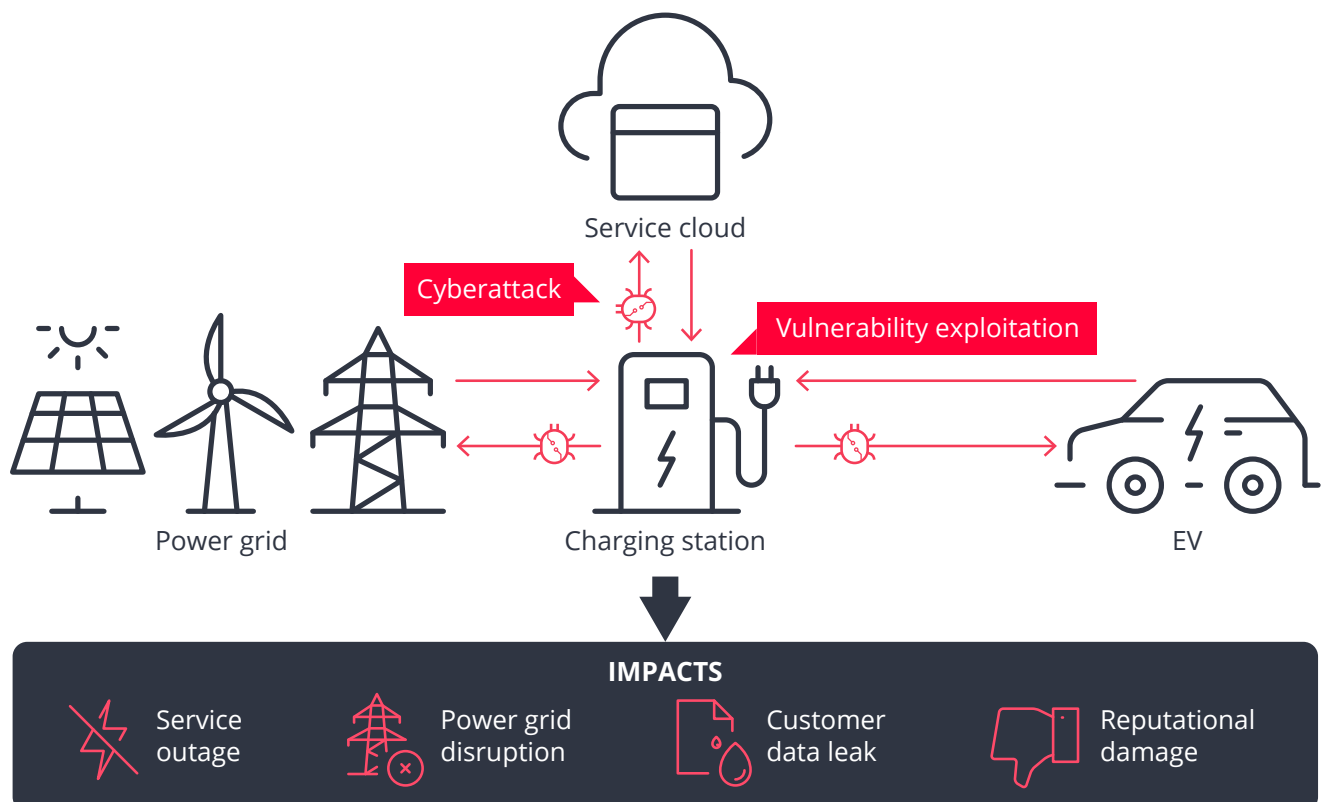 Service cloud
Cyberattack
Vulnerability exploitation
Power grid
Charging station
EV
IMPACTS
Service
outage
Power grid
disruption
Customer
data leak
Reputational
damage